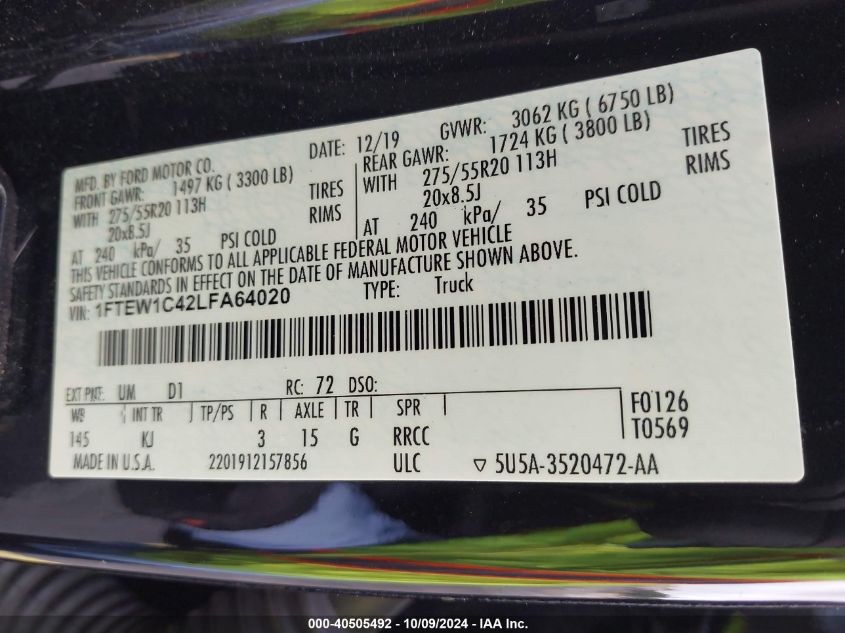 MFD. BY FORD MOTOR CO. DATE: 12/19 GVWR: 3062 KG ( 6750 LB)
FRONT GAWR: 1497 KG ( 3300 LB) REAR GAWR: 1724 KG ( 3800 LB)
WITH 275/55R20 113H TIRES WITH 275/55R20 113H TIRES
20x8.5J RIMS 20x8.5J RIMS
AT 240 kPa/ 35 PSI COLD AT 240 kPa/ 35 PSI COLD
THIS VEHICLE CONFORMS TO ALL APPLICABLE FEDERAL MOTOR VEHICLE
SAFETY STANDARDS IN EFFECT ON THE DATE OF MANUFACTURE SHOWN ABOVE.
VIN: 1FTEW1C42LFA64020 TYPE: Truck
EXT PNT: UM D1 RC: 72 DSO:
WB INT TR TP/PS R AXLE TR SPR F0126
145 KJ 3 15 G RRCC T0569
MADE IN U.S.A. 2201912157856 ULC ▽ 5U5A-3520472-AA
000-40505492 - 10/09/2024 - IAA Inc.